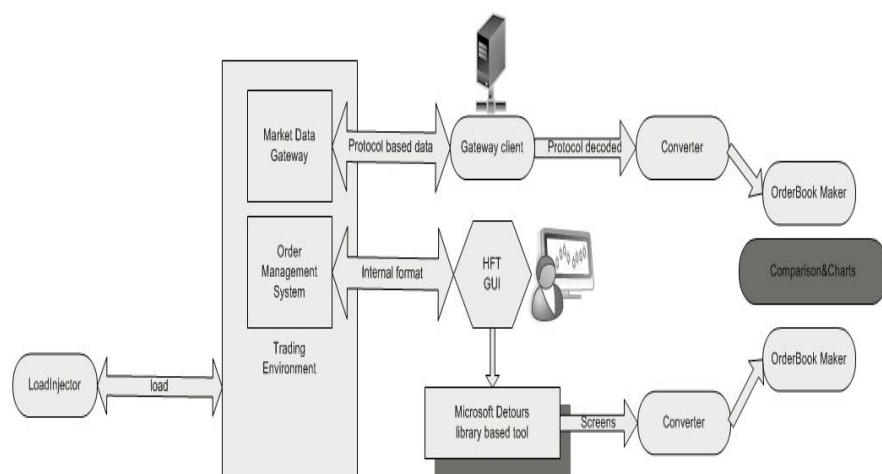 Market Data
Gateway
Protocol based data
Gateway client
Protocol decoded
Converter
OrderBook Maker
Order
Management
System
Internal format
HFT
GUI
Comparison&Charts
Trading
Environment
LoadInjector
load
OrderBook Maker
Microsoft Detours
library based tool
Screens
Converter